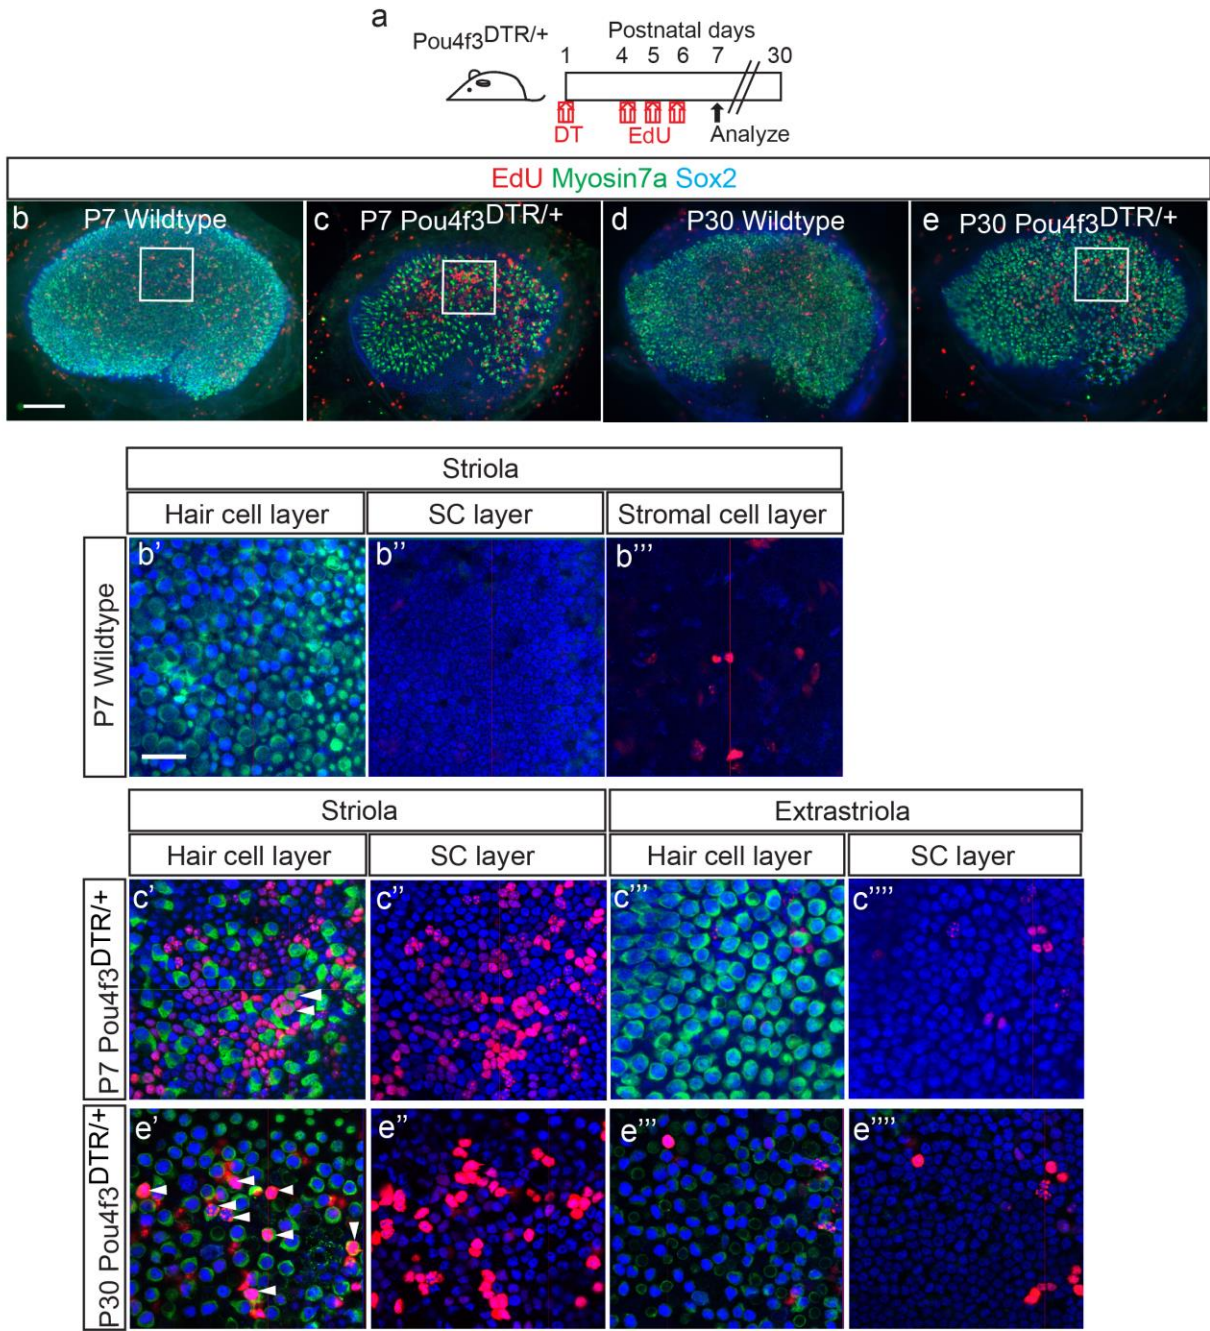 a
Pou4f3DTR/+
Postnatal days
1 4 5 6 7 30
DT EdU Analyze
EdU Myosin7a Sox2
b P7 Wildtype
c P7 Pou4f3DTR/+
d P30 Wildtype
e P30 Pou4f3DTR/+
Striola
Hair cell layer SC layer Stromal cell layer
P7 Wildtype
b' b'' b'''
Striola Extrastriola
Hair cell layer SC layer Hair cell layer SC layer
P7 Pou4f3DTR/+
c' c'' c''' c''''
P30 Pou4f3DTR/+
e' e'' e''' e''''